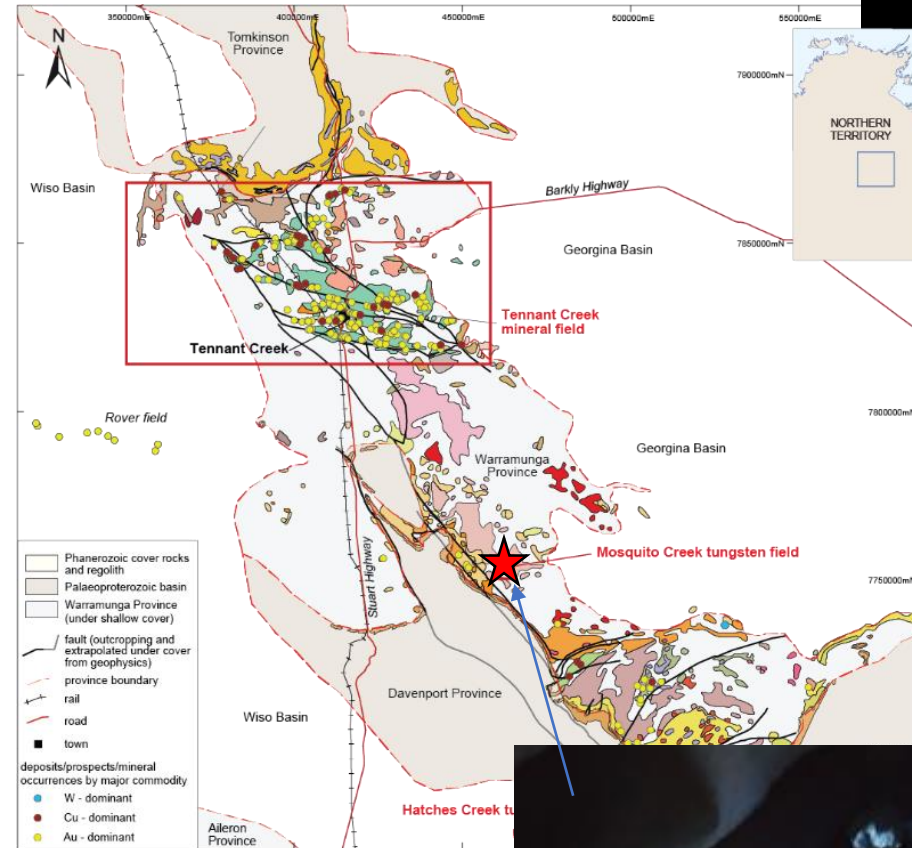 350000mE
400000mE
450000mE
500000mE
550000mE
N
Tomkinson
Province
7900000mN
NORTHERN
TERRITORY
Wiso Basin
Barkly Highway
7850000mN
Georgina Basin
Tennant Creek
mineral field
Tennant Creek
Rover field
7800000mN
Georgina Basin
Warramunga
Province
Mosquito Creek tungsten field
7750000m
Stuart Highway
Davenport Province
Wiso Basin
Hatches Creek tu
Aileron
Province
Phanerozoic cover rocks
and regolith
Palaeoproterozoic basin
Warramunga Province
(under shallow cover)
fault (outcropping and
extrapolated under cover
from geophysics)
province boundary
rail
road
town
deposits/prospects/mineral
occurrences by major commodity
W - dominant
Cu - dominant
Au - dominant